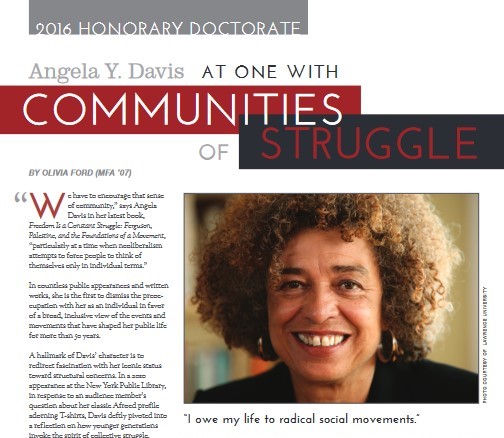 2016 HONORARY DOCTORATE
Angela Y. Davis AT ONE WITH
COMMUNITIES
OF STRUGGLE
BY OLIVIA FORD (MFA '07)
“We have to encourage that sense
of community,” says Angela
Davis in her latest book,
Freedom Is a Constant Struggle: Ferguson,
Palestine, and the Foundations of a Movement,
“particularly at a time when neoliberalism
attempts to force people to think of
themselves only in individual terms.”
In countless public appearances and written
works, she is the first to dismiss the preoc-
cupation with her as an individual in favor
of a broad, inclusive view of the events and
movements that have shaped her public life
for more than 50 years.
A hallmark of Davis’ character is to
redirect fascination with her iconic status
toward structural concerns. In a 2010
appearance at the New York Public Library,
in response to an audience member’s
question about her classic Afroed profile
adorning T-shirts, Davis deftly pivoted into
a reflection on how younger generations
invoke the spirit of collective struggle.
PHOTO COURTESY OF LAWRENCE UNIVERSITY
“I owe my life to radical social movements.”